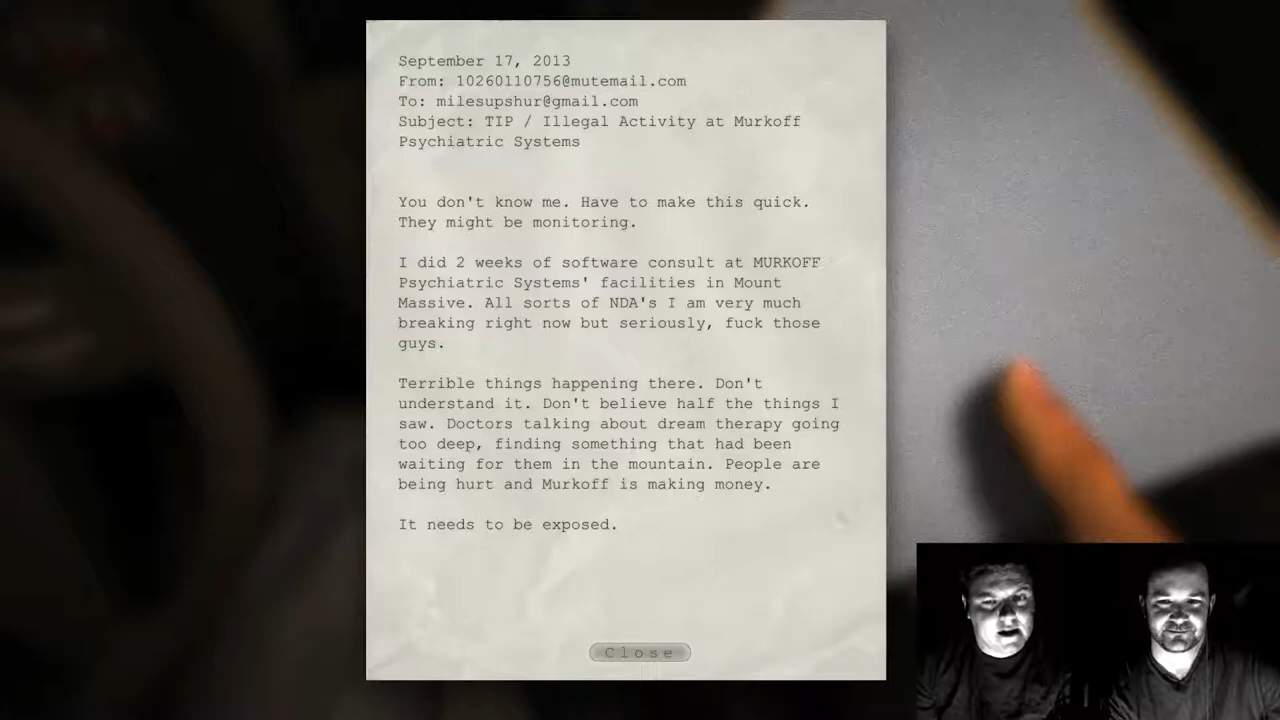 September 17, 2013
From: 10260110756@mutemail.com
To: milesupshur@gmail.com
Subject: TIP / Illegal Activity at Murkoff
Psychiatric Systems
You don't know me. Have to make this quick.
They might be monitoring.
I did 2 weeks of software consult at MURKOFF
Psychiatric Systems' facilities in Mount
Massive. All sorts of NDA's I am very much
breaking right now but seriously, fuck those
guys.
Terrible things happening there. Don't
understand it. Don't believe half the things I
saw. Doctors talking about dream therapy going
too deep, finding something that had been
waiting for them in the mountain. People are
being hurt and Murkoff is making money.
It needs to be exposed.
Close